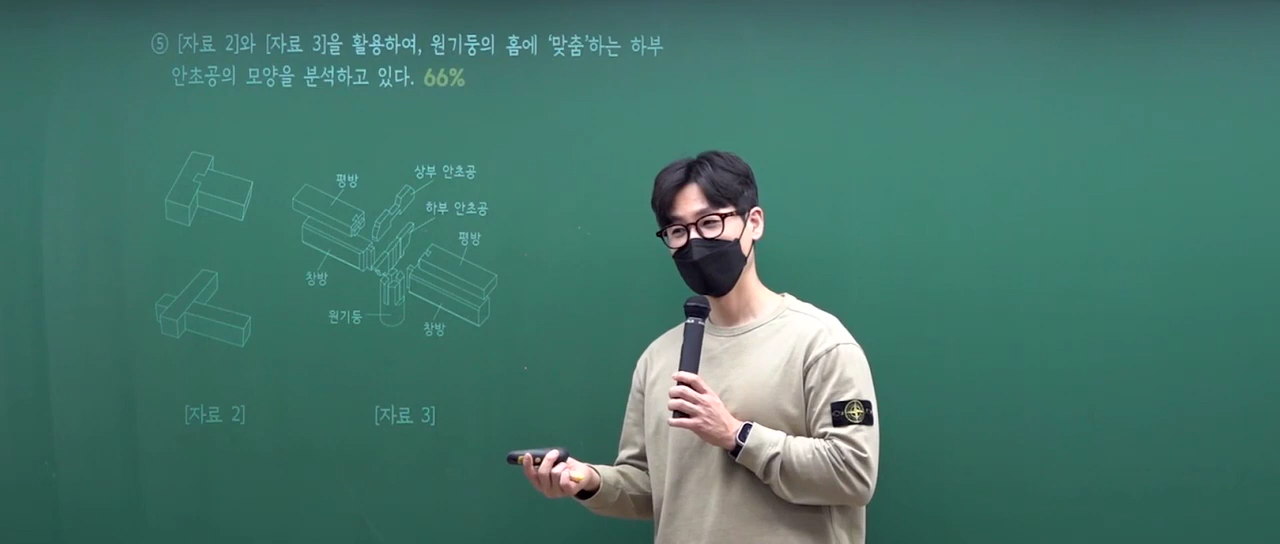 ⑤ [자료 2]와 [자료 3]을 활용하여, 원기둥의 홈에 '맞춤'하는 하부
안초공의 모양을 분석하고 있다. 66%
상부 안초공
평방
하부 안초공
평방
창방
원기둥
창방
[자료 2]
[자료 3]